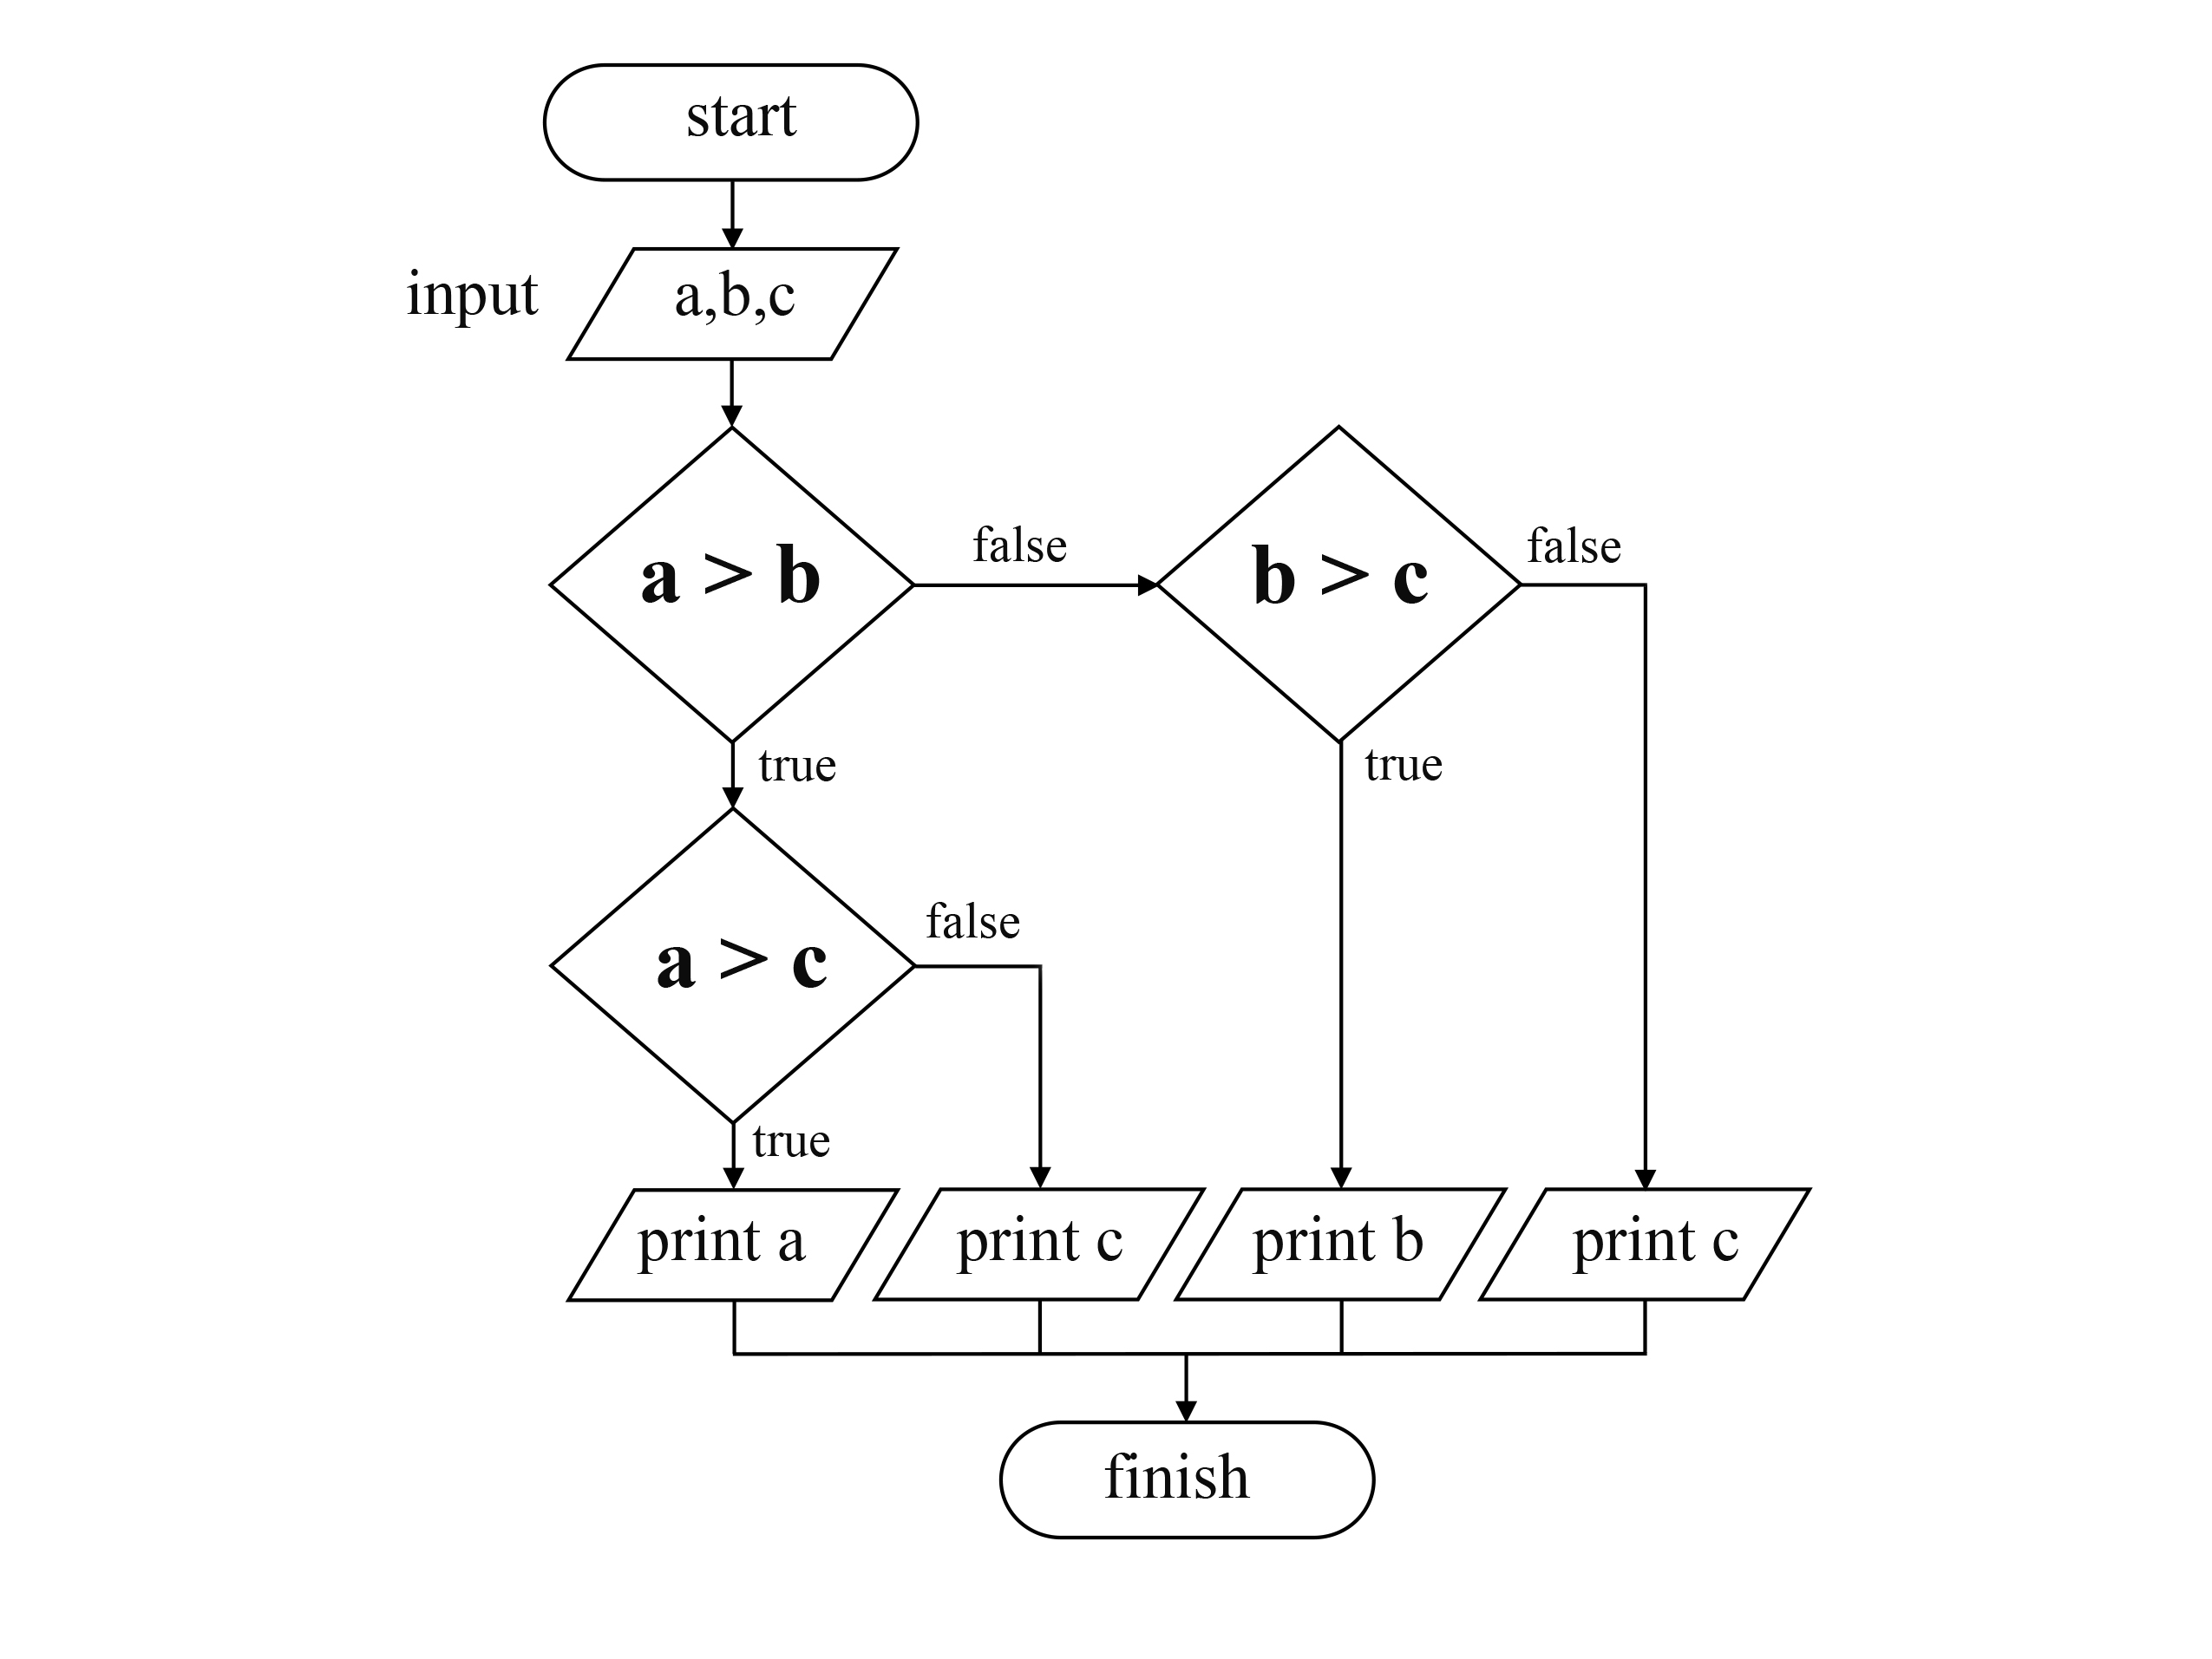 start
input
a,b,c
a > b
false
b > c
false
true
true
a > c
false
true
print a
print c
print b
print c
finish